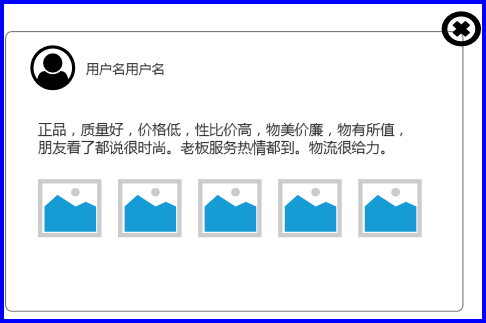 用户名用户名
正品，质量好，价格低，性比价高，物美价廉，物有所值，
朋友看了都说很时尚。老板服务热情都到。物流很给力。